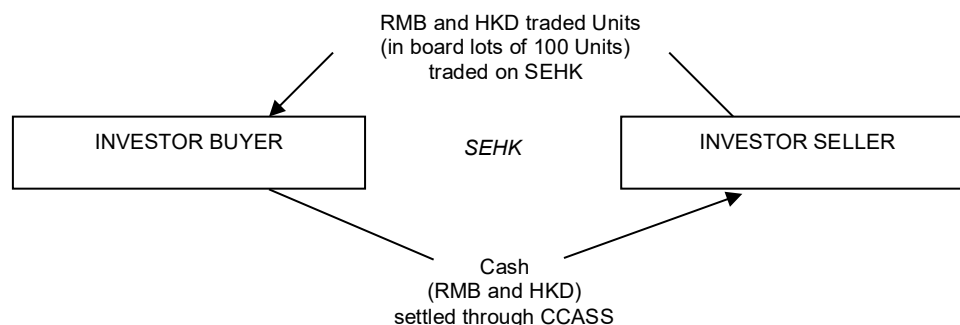 RMB and HKD traded Units
(in board lots of 100 Units)
traded on SEHK
INVESTOR BUYER
SEHK
INVESTOR SELLER
Cash
(RMB and HKD)
settled through CCASS